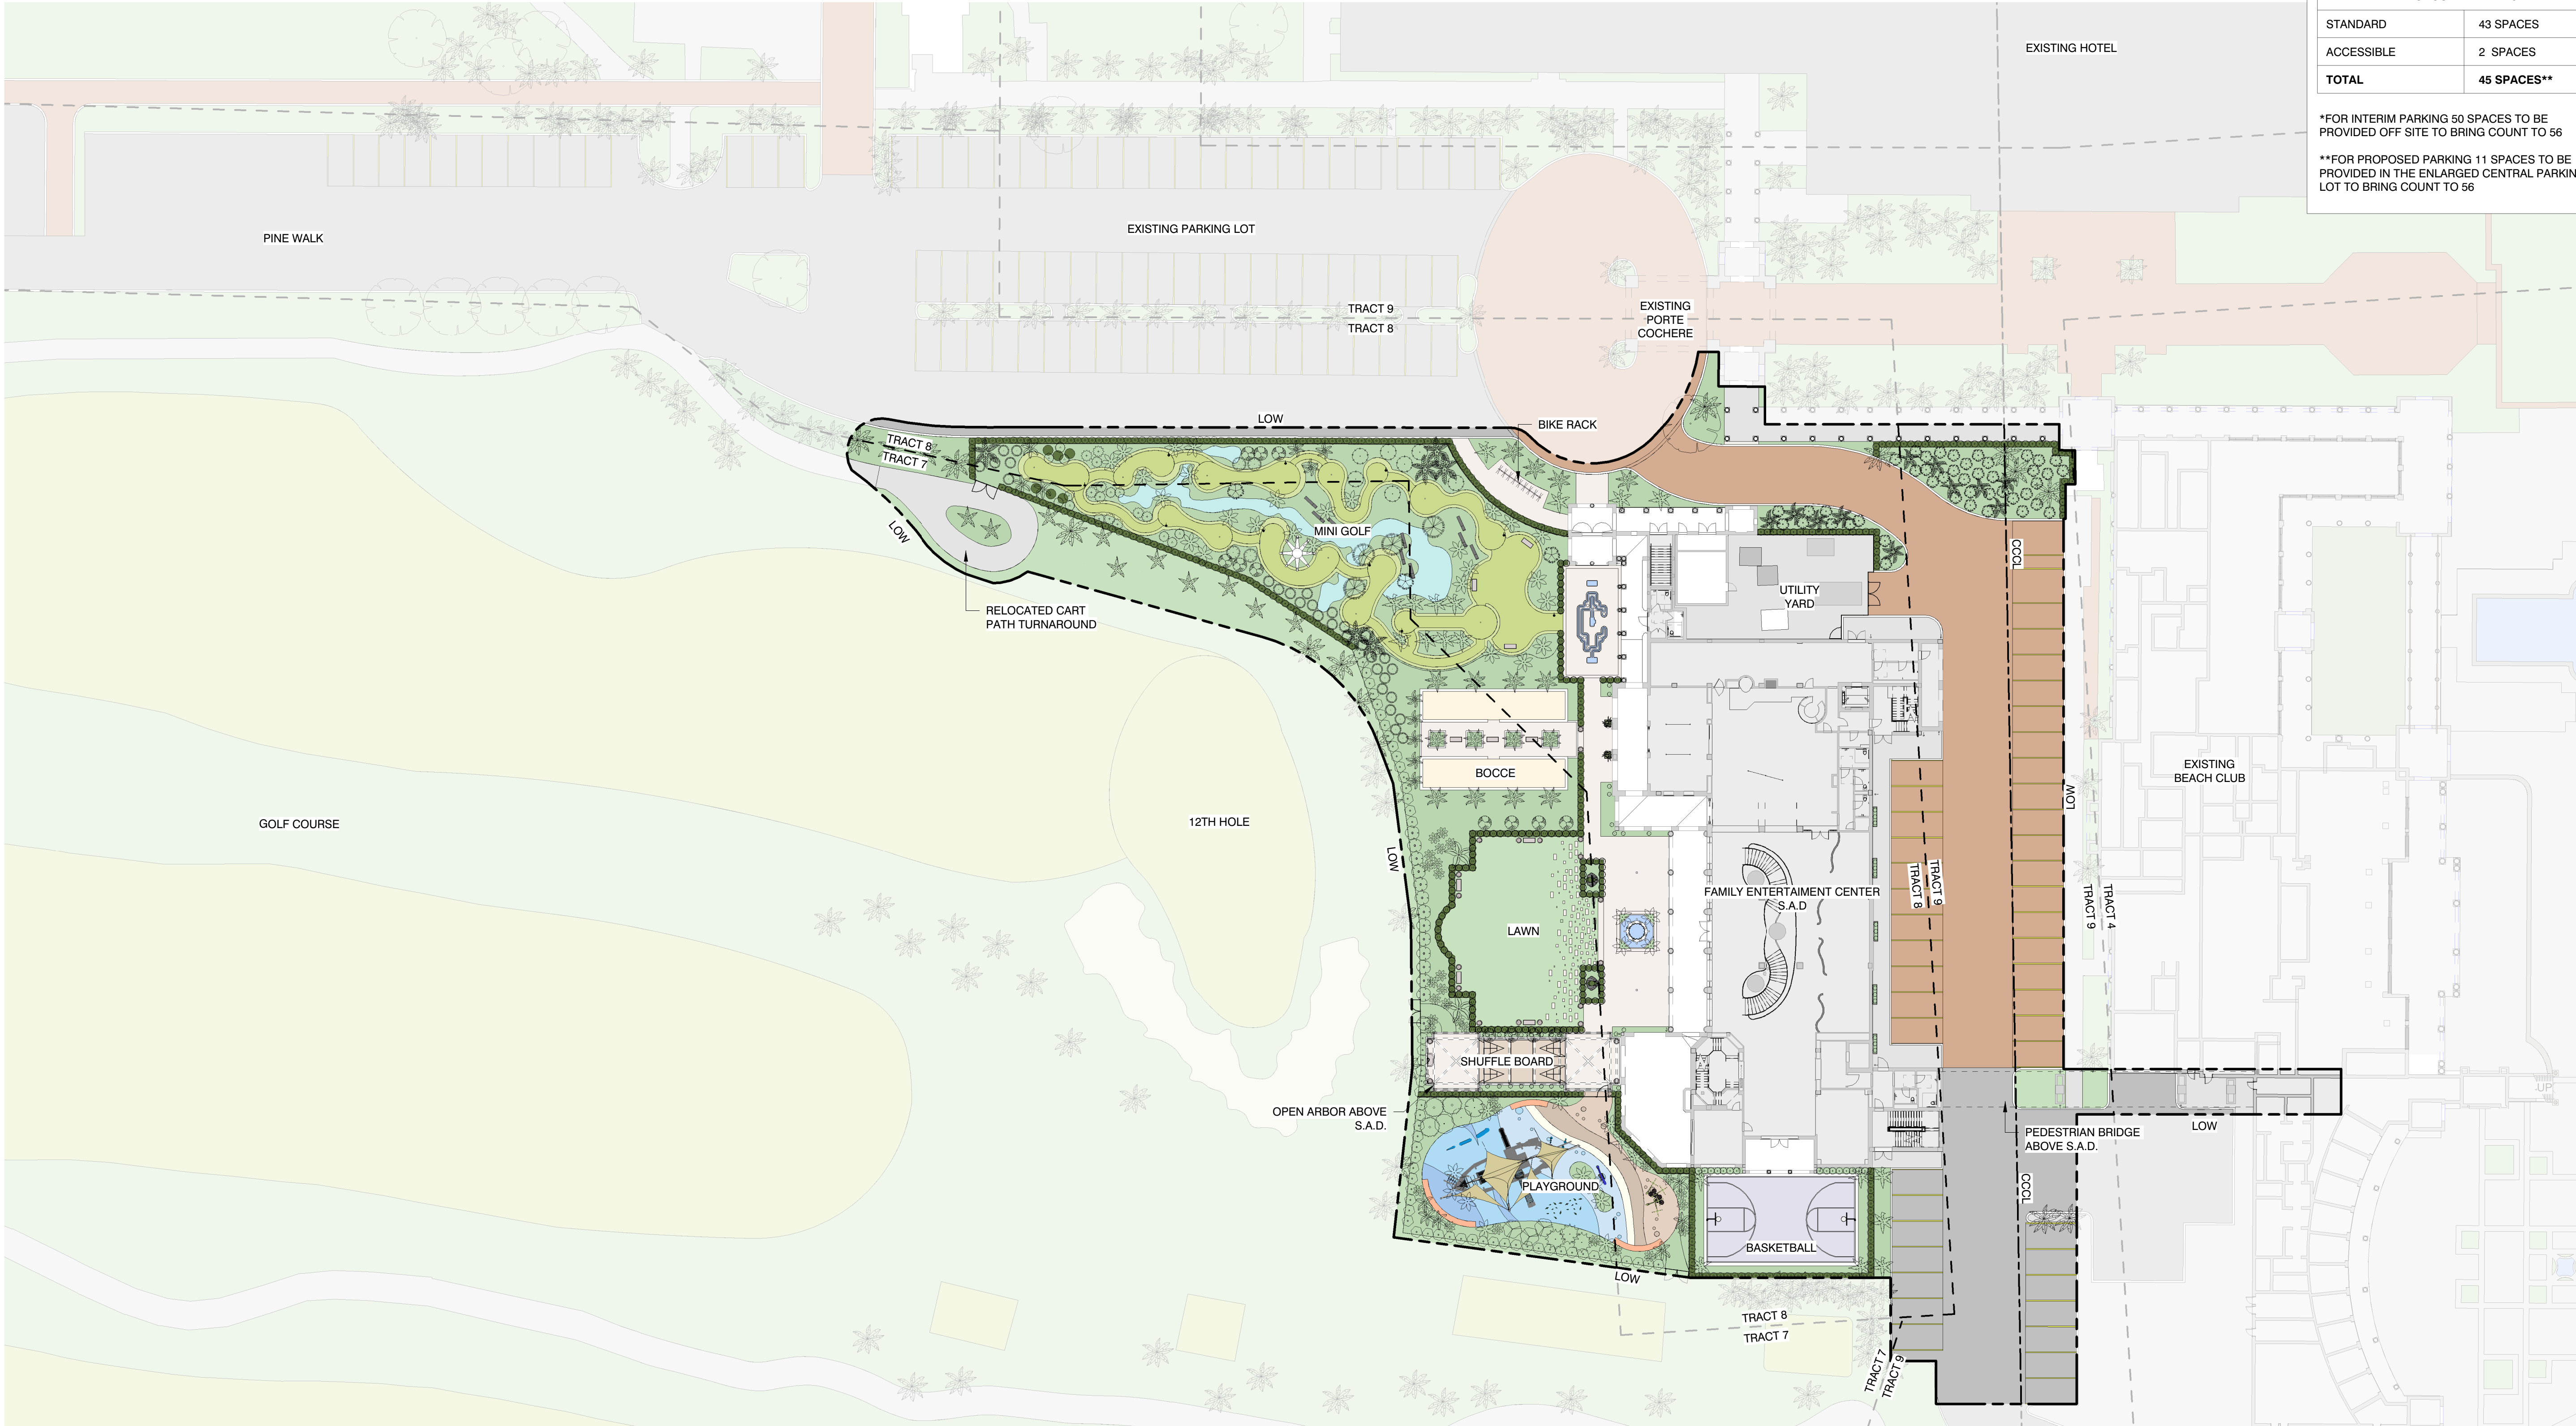 STANDARD 43 SPACES
EXISTING HOTEL
ACCESSIBLE 2 SPACES
TOTAL 45 SPACES**
*FOR INTERIM PARKING 50 SPACES TO BE
PROVIDED OFF SITE TO BRING COUNT TO 56
**FOR PROPOSED PARKING 11 SPACES TO BE
PROVIDED IN THE ENLARGED CENTRAL PARKIN
LOT TO BRING COUNT TO 56
PINE WALK
EXISTING PARKING LOT
TRACT 9
TRACT 8
EXISTING
PORTE
COCHERE
LOW
BIKE RACK
TRACT 8
TRACT 7
LOW
MINI GOLF
CCCL
RELOCATED CART
PATH TURNAROUND
UTILITY
YARD
BOCCE
EXISTING
BEACH CLUB
LOW
GOLF COURSE
12TH HOLE
LOW
FAMILY ENTERTAIMENT CENTER
S.A.D
TRACT 8
TRACT 9
TRACT 9
TRACT 4
LAWN
SHUFFLE BOARD
OPEN ARBOR ABOVE
S.A.D.
UP
LOW
PEDESTRIAN BRIDGE
ABOVE S.A.D.
PLAYGROUND
CCCL
BASKETBALL
LOW
TRACT 8
TRACT 7
TRACT 7
TRACT 9